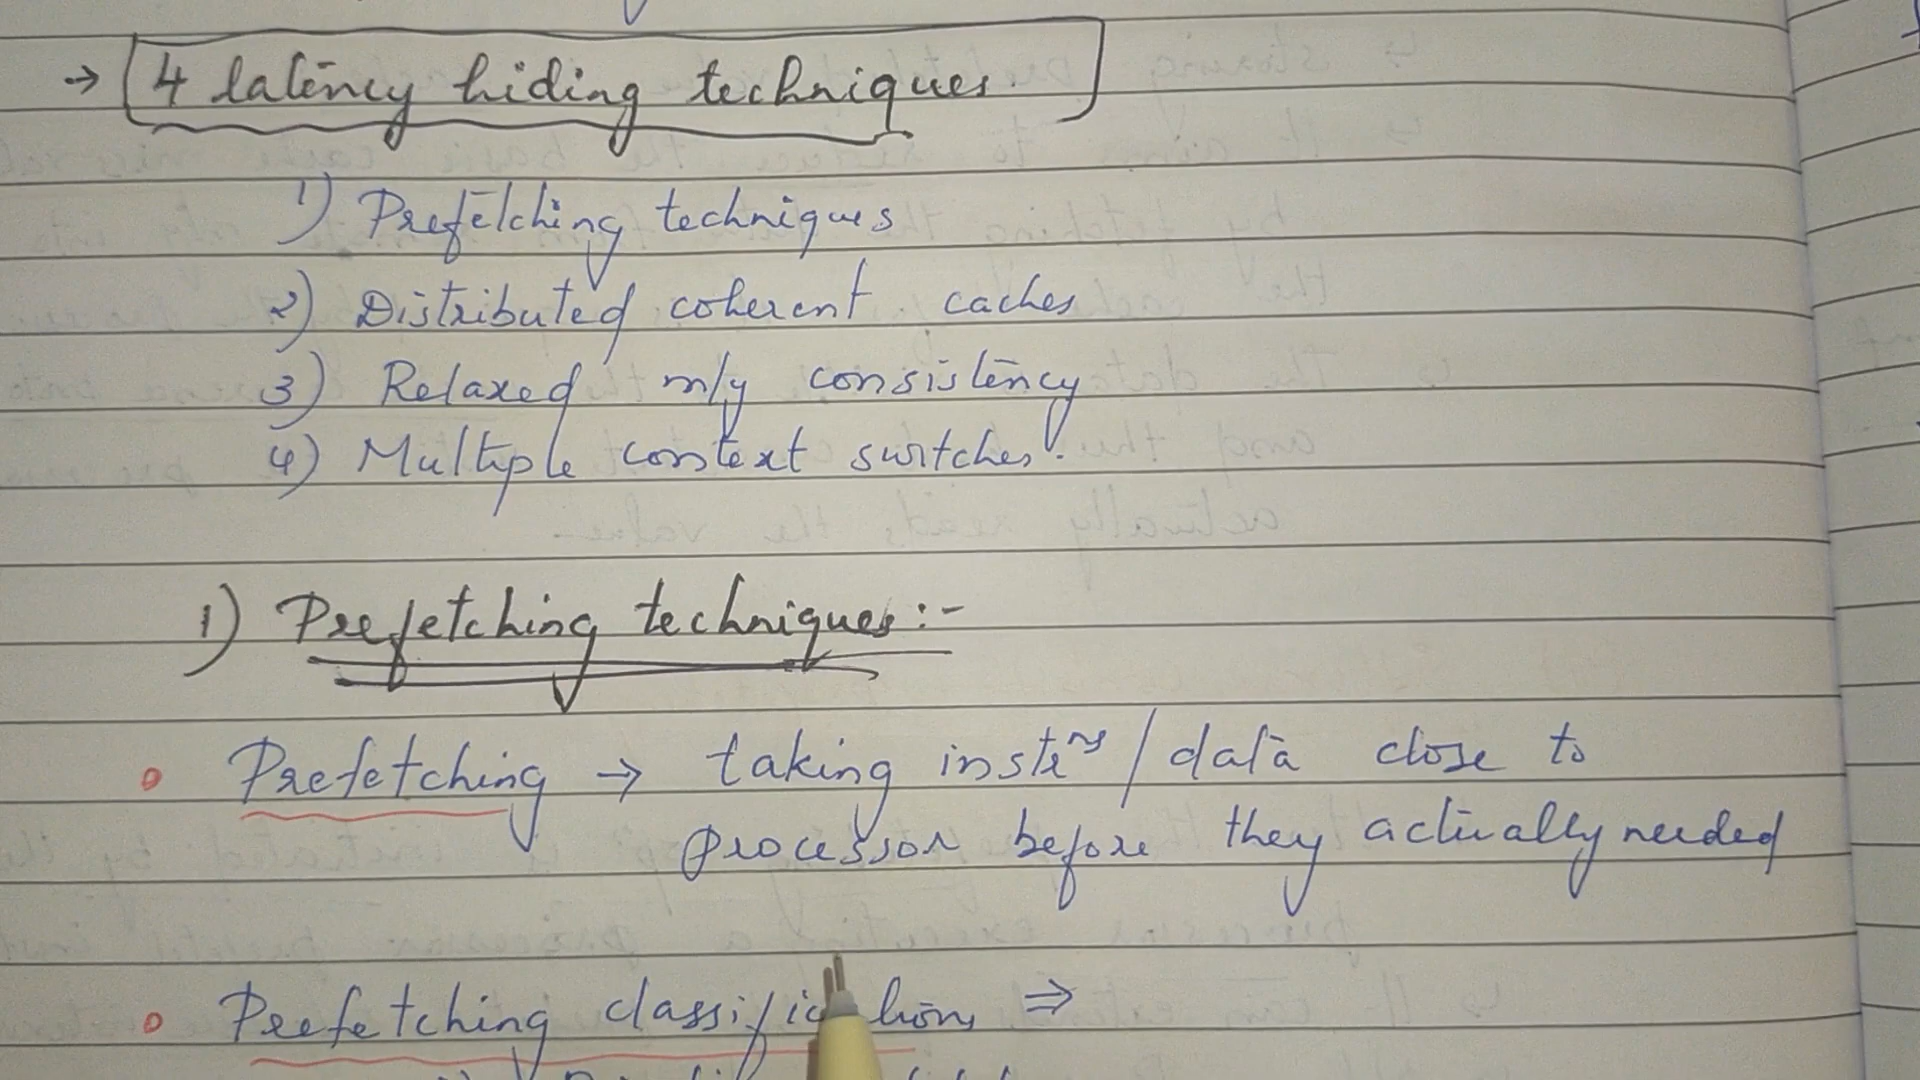 → 4 latency hiding techniques.
1) Prefetching techniques
2) Distributed coherent caches
3) Relaxed m/y consistency
4) Multiple context switches.
1) Prefetching techniques :-
Prefetching → taking instrⁿˢ / data close to
processor before they actually needed
Prefetching classification ⇒